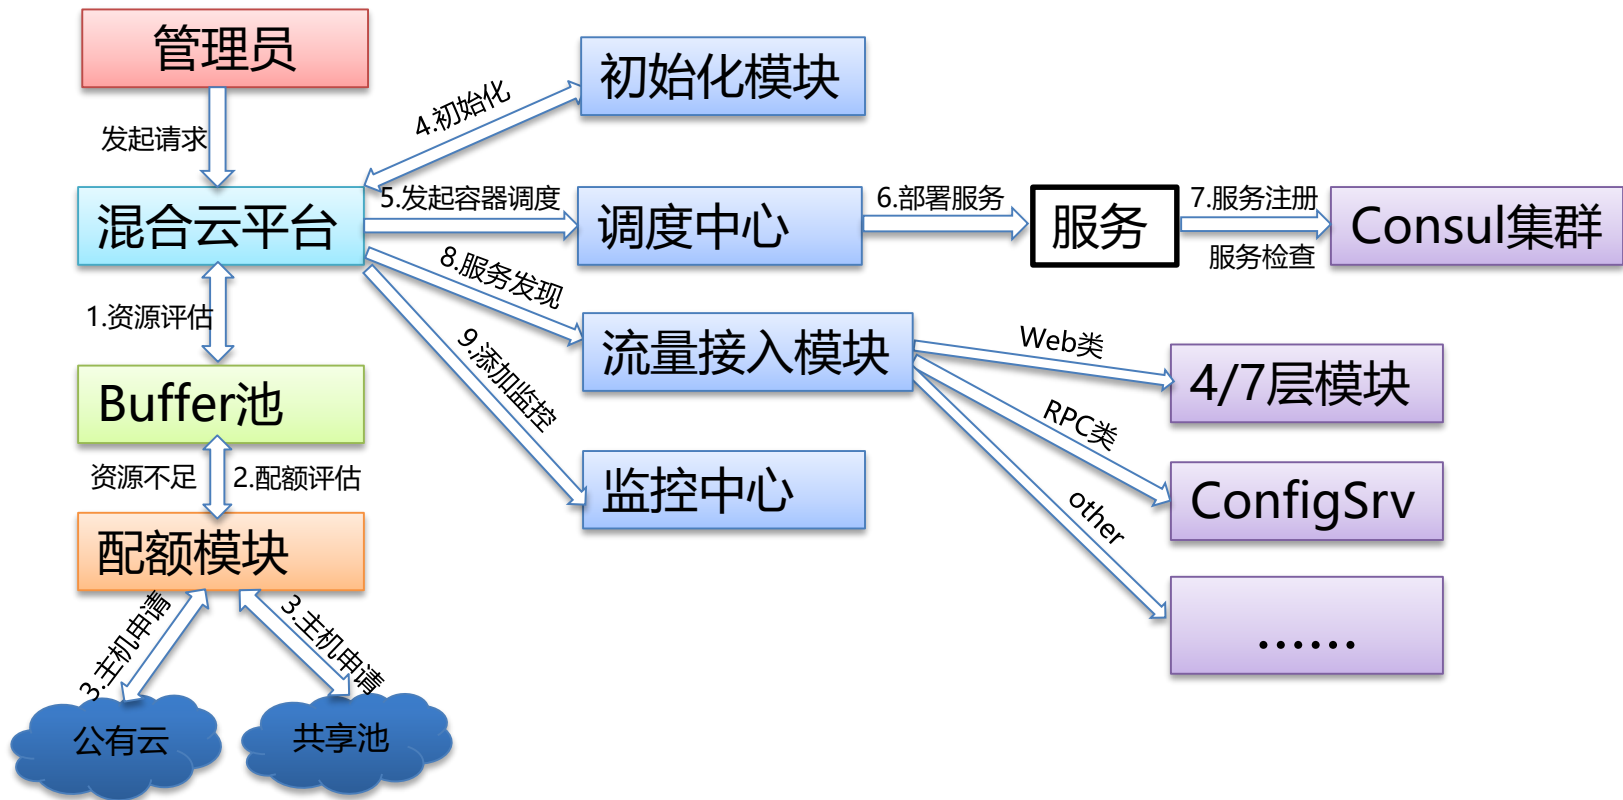 管理员
初始化模块
4.初始化
发起请求
混合云平台
5.发起容器调度
调度中心
6.部署服务
服务
7.服务注册
服务检查
Consul集群
8.服务发现
1.资源评估
9.添加监控
流量接入模块
Web类
4/7层模块
Buffer池
RPC类
资源不足
2.配额评估
监控中心
other
ConfigSrv
配额模块
3.主机申请
3.主机申请
......
公有云
共享池